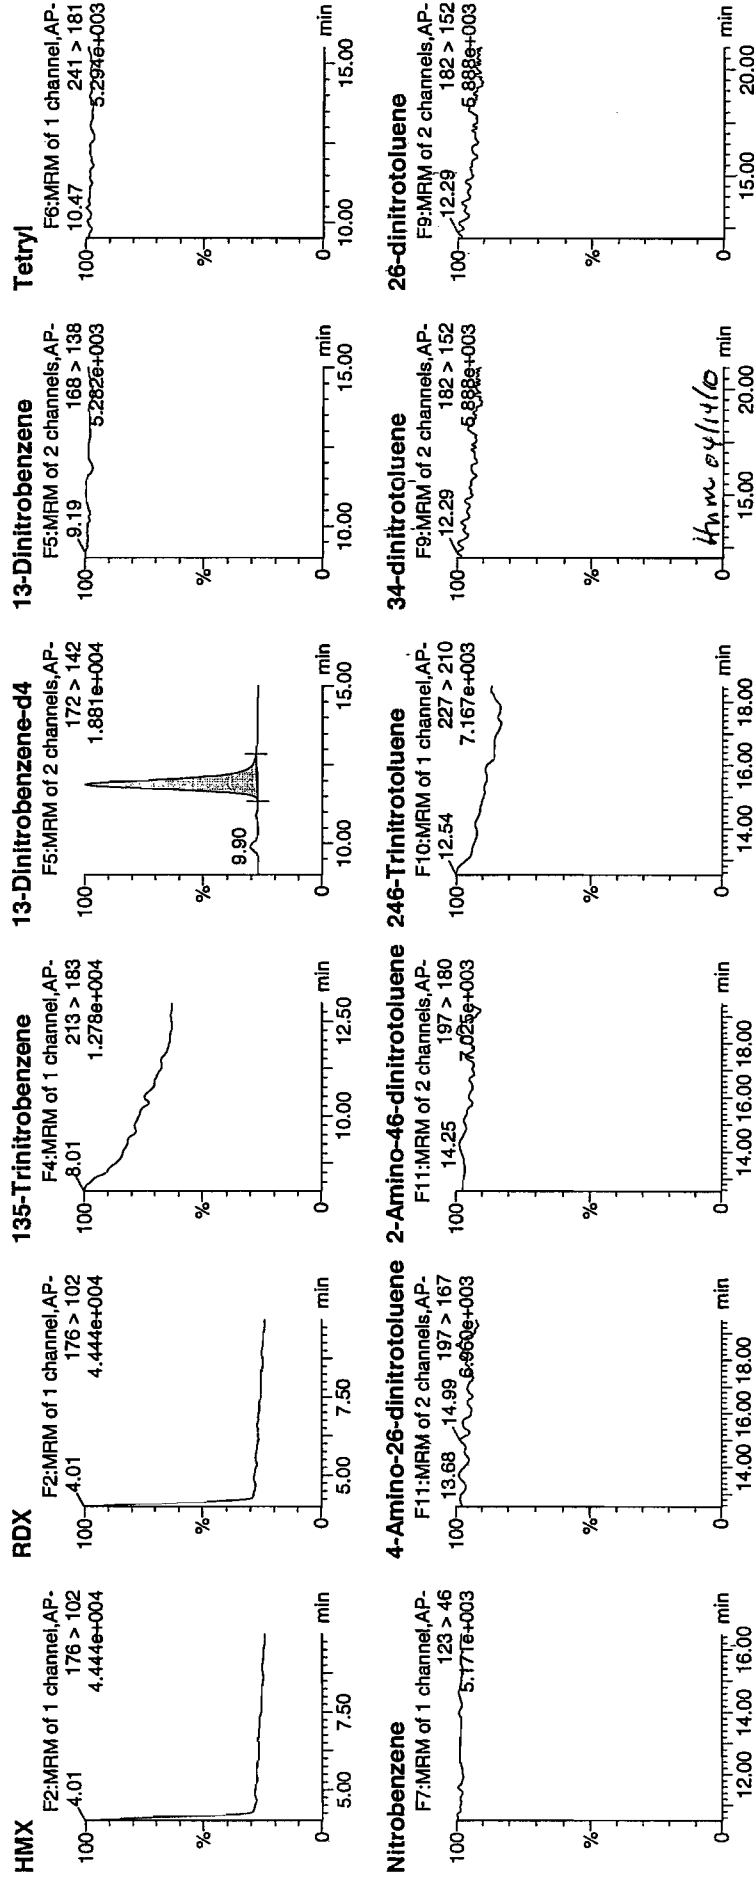 HMX
F2:MRM of 1 channel,AP-
4.01 176 > 102
4.444e+004
100
%
0
5.00 7.50 min
RDX
F2:MRM of 1 channel,AP-
4.01 176 > 102
4.444e+004
100
%
0
5.00 7.50 min
135-Trinitrobenzene
F4:MRM of 1 channel,AP-
8.01 213 > 183
1.278e+004
100
%
0
10.00 12.50 min
13-Dinitrobenzene-d4
F5:MRM of 2 channels,AP-
172 > 142
1.881e+004
100
9.90
%
0
10.00 15.00 min
13-Dinitrobenzene
F5:MRM of 2 channels,AP-
9.19 168 > 138
5.282e+003
100
%
0
10.00 15.00 min
Tetryl
F6:MRM of 1 channel,AP-
10.47 241 > 181
5.294e+003
100
%
0
10.00 15.00 min
Nitrobenzene
F7:MRM of 1 channel,AP-
123 > 46
5.171e+003
100
%
0
12.00 14.00 16.00 min
4-Amino-26-dinitrotoluene
F11:MRM of 2 channels,AP-
13.68 14.99 197 > 167
6.960e+003
100
%
0
14.00 16.00 18.00 min
2-Amino-46-dinitrotoluene
F11:MRM of 2 channels,AP-
14.25 197 > 180
7.025e+003
100
%
0
14.00 16.00 18.00 min
246-Trinitrotoluene
F10:MRM of 1 channel,AP-
12.54 227 > 210
7.167e+003
100
%
0
14.00 16.00 18.00 min
34-dinitrotoluene
F9:MRM of 2 channels,AP-
12.29 182 > 152
5.888e+003
100
%
04/14/10
0
15.00 20.00 min
26-dinitrotoluene
F9:MRM of 2 channels,AP-
12.29 182 > 152
5.888e+003
100
%
0
15.00 20.00 min